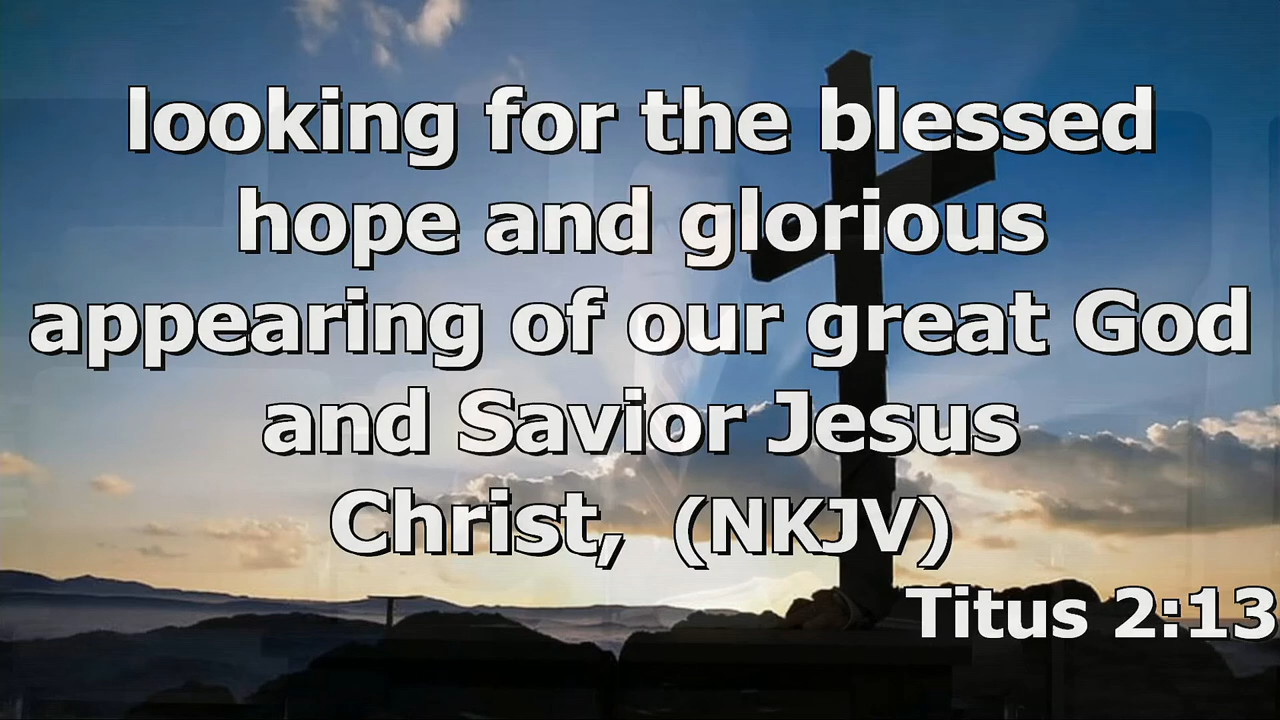 looking for the blessed
hope and glorious
appearing of our great God
and Savior Jesus
Christ, (NKJV)
Titus 2:13